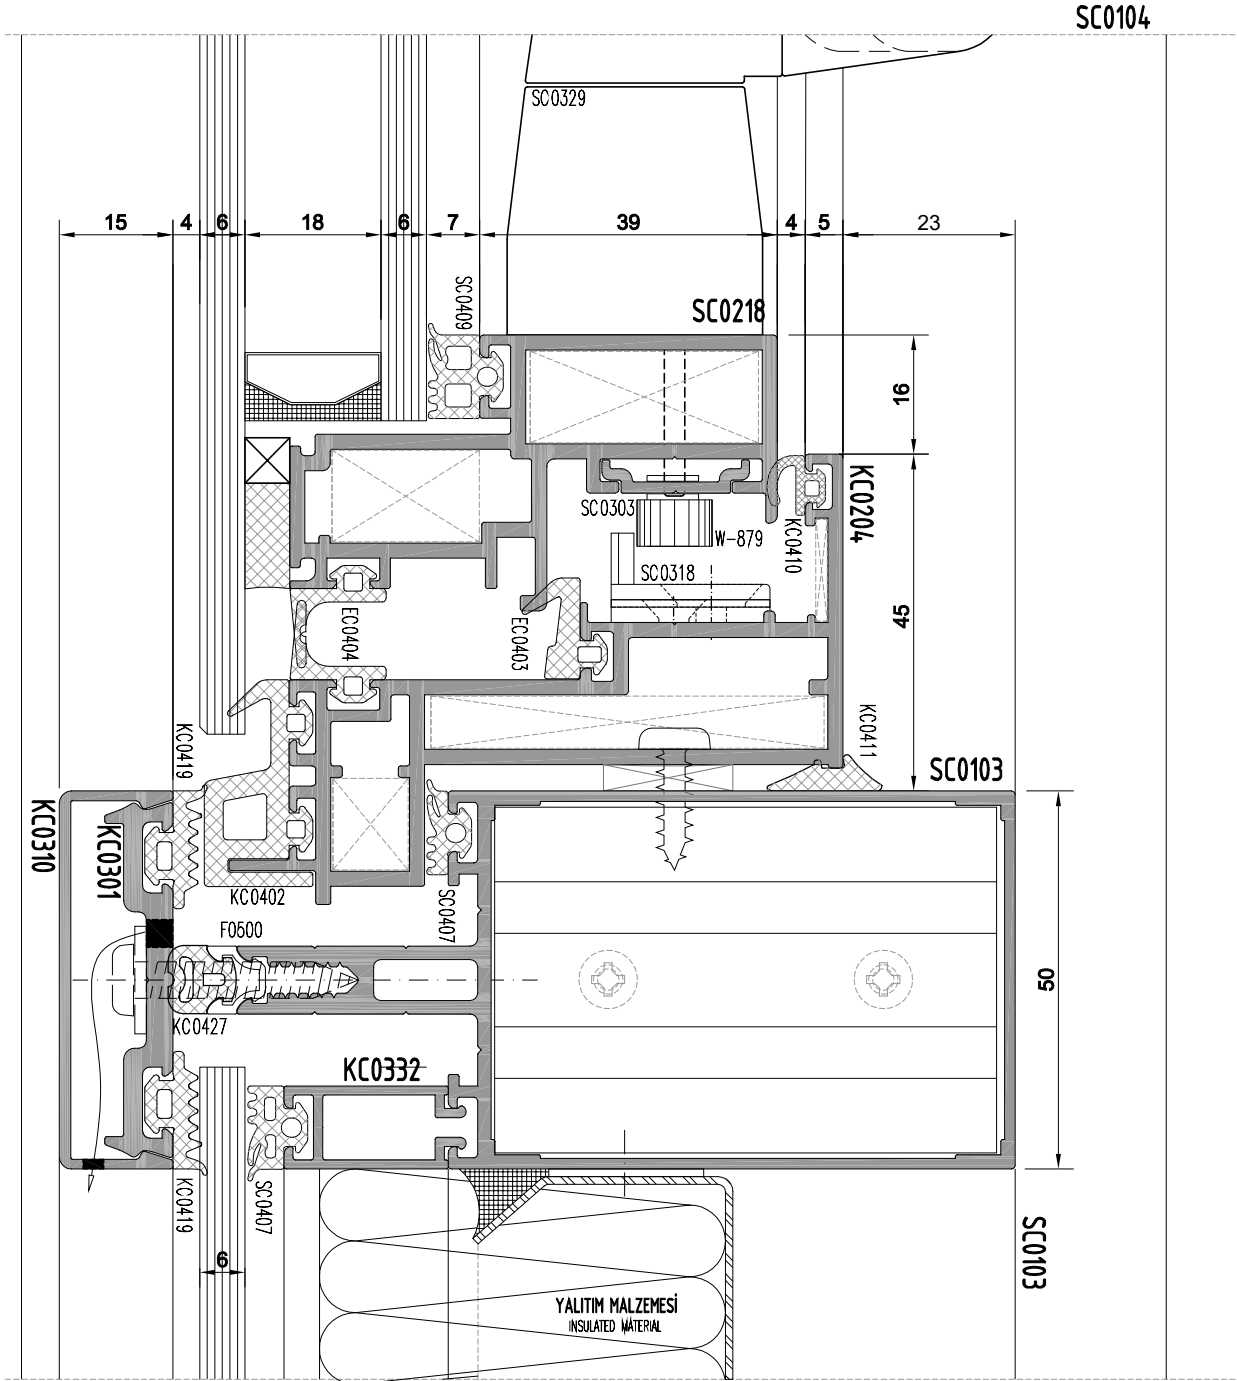 SC0104
SC0329
15
4
6
18
6
7
39
4
5
23
SC0409
SC0218
16
SC0303
W-879
KC0410
KC0204
SC0318
EC0404
EC0403
45
KC0419
KC0411
SC0103
KC0310
KC0301
KC0402
SC0407
F0500
50
KC0427
KC0332
KC0419
SC0407
6
SC0103
YALITIM MALZEMESİ
INSULATED MATERIAL